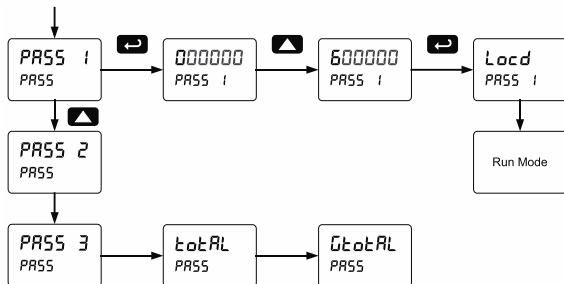 PASS 1
PASS
000000
PASS 1
600000
PASS 1
Locd
PASS 1
PASS 2
PASS
Run Mode
PASS 3
PASS
totAL
PASS
GtotAL
PASS